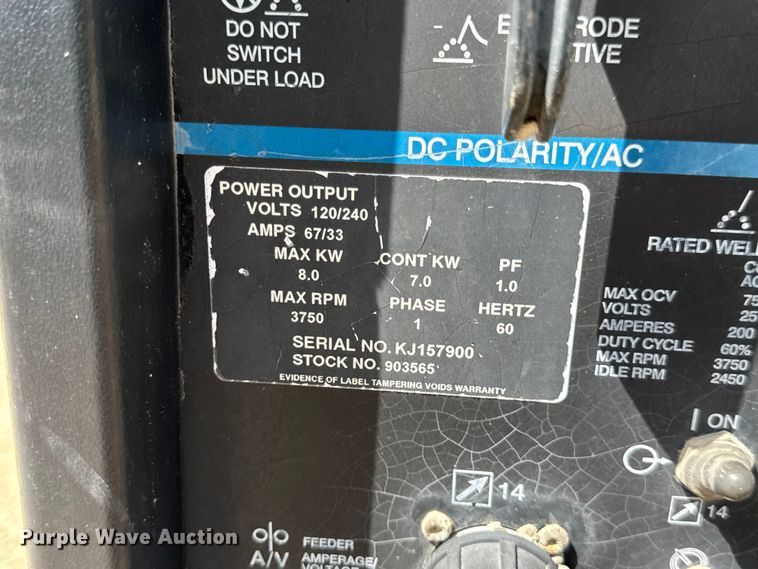 DO NOT
SWITCH
UNDER LOAD
DC POLARITY/AC
POWER OUTPUT
VOLTS 120/240
AMPS 67/33
MAX KW CONT KW PF
8.0 7.0 1.0
MAX RPM PHASE HERTZ
3750 1 60
SERIAL NO. KJ157900
STOCK NO. 903565
EVIDENCE OF LABEL TAMPERING VOIDS WARRANTY
RATED
MAX OCV
VOLTS 25
AMPERES 200
DUTY CYCLE 60%
MAX RPM 3750
IDLE RPM 2450
ON
14
14
FEEDER
A/V AMPERAGE/
VOLTAGE
Purple Wave Auction